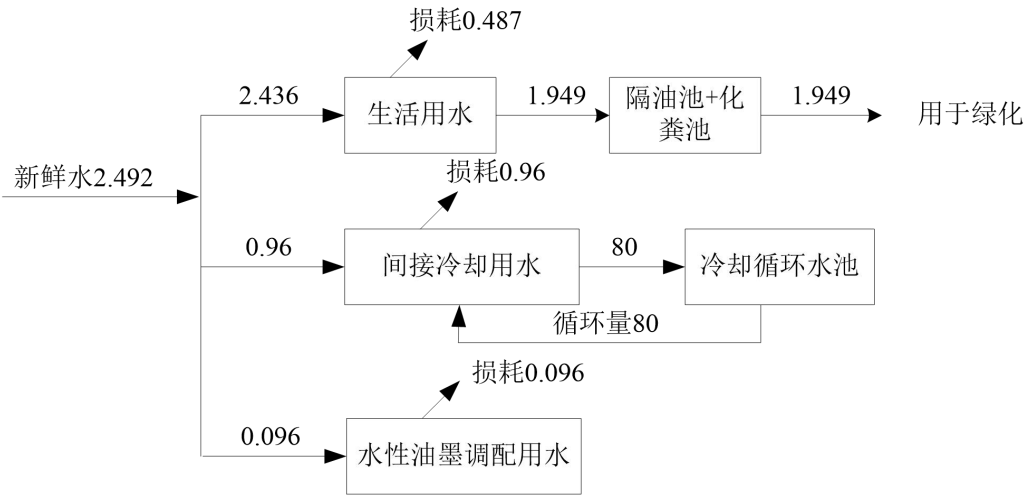 损耗0.487
2.436
生活用水
1.949
隔油池+化
粪池
1.949
用于绿化
新鲜水2.492
损耗0.96
0.96
间接冷却用水
80
冷却循环水池
循环量80
损耗0.096
0.096
水性油墨调配用水